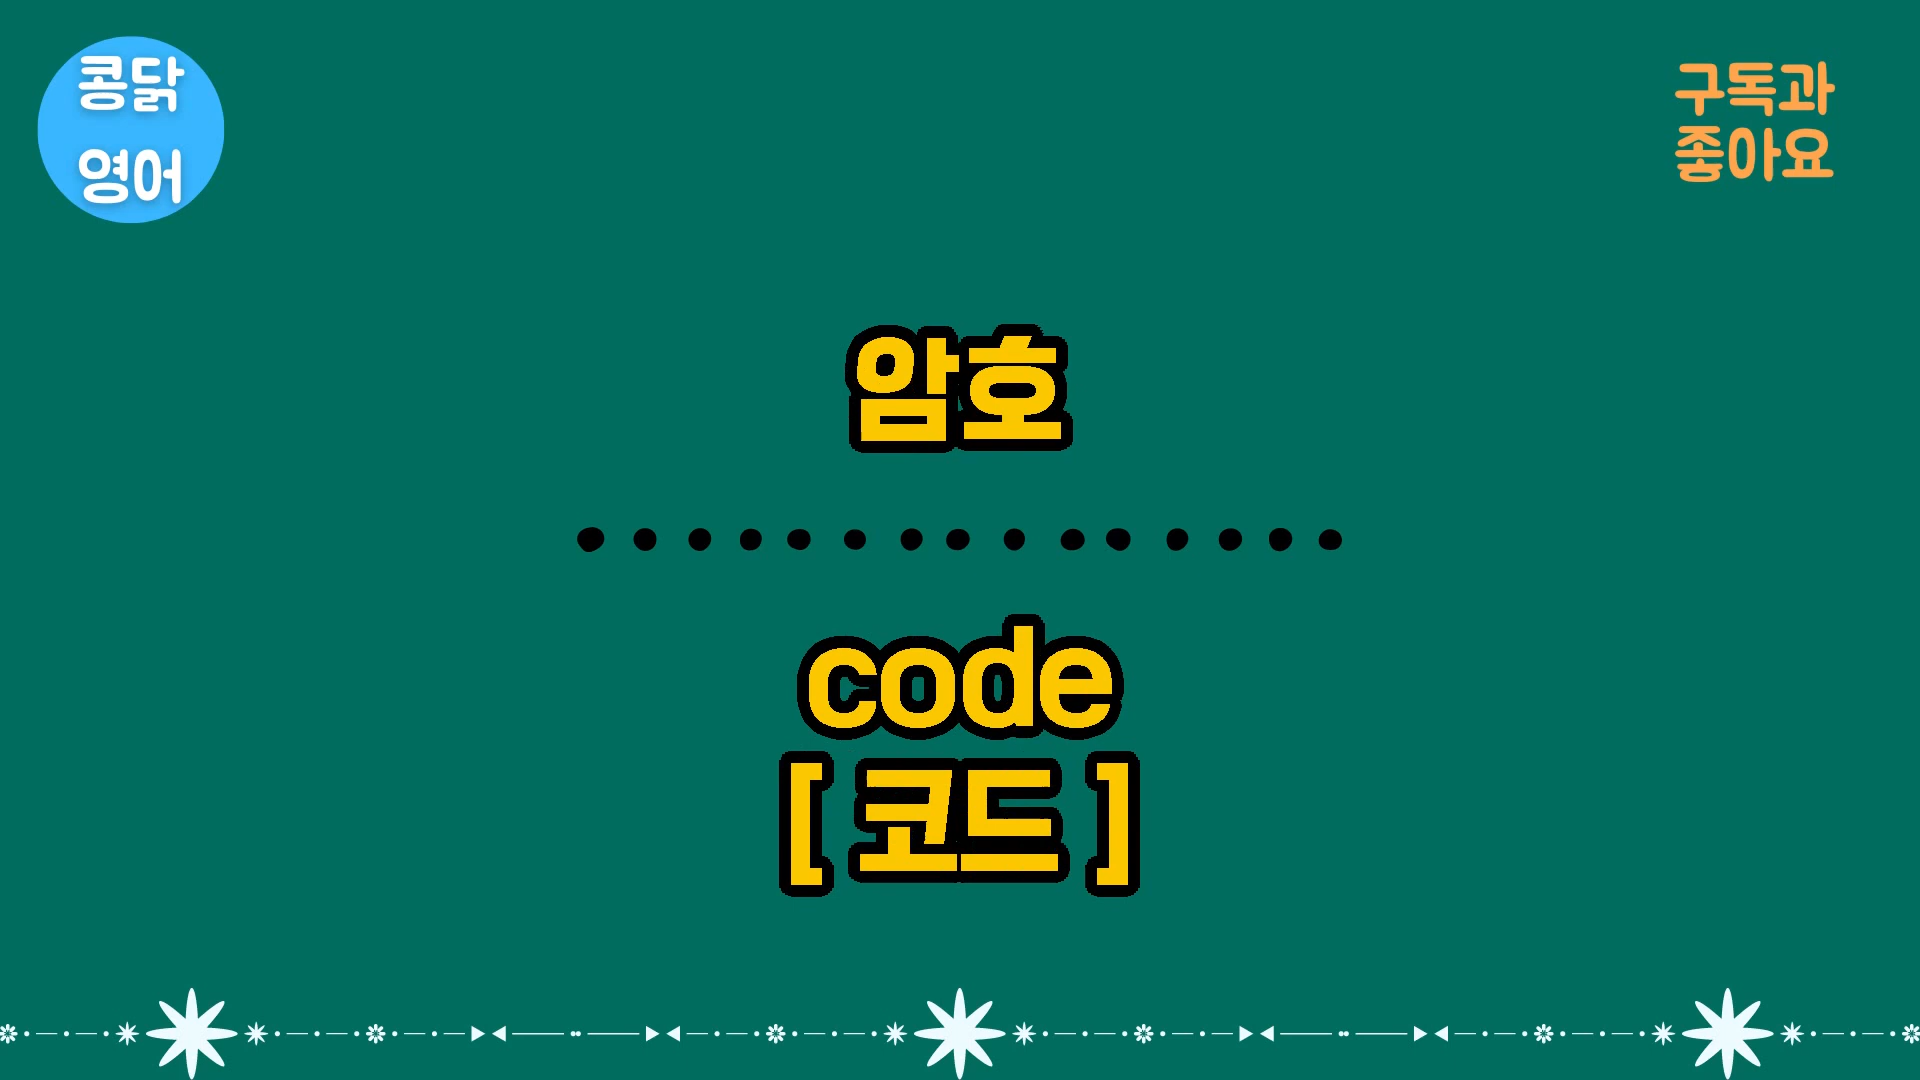 콩닭
영어
구독과
좋아요
암호
code
[ 코드 ]